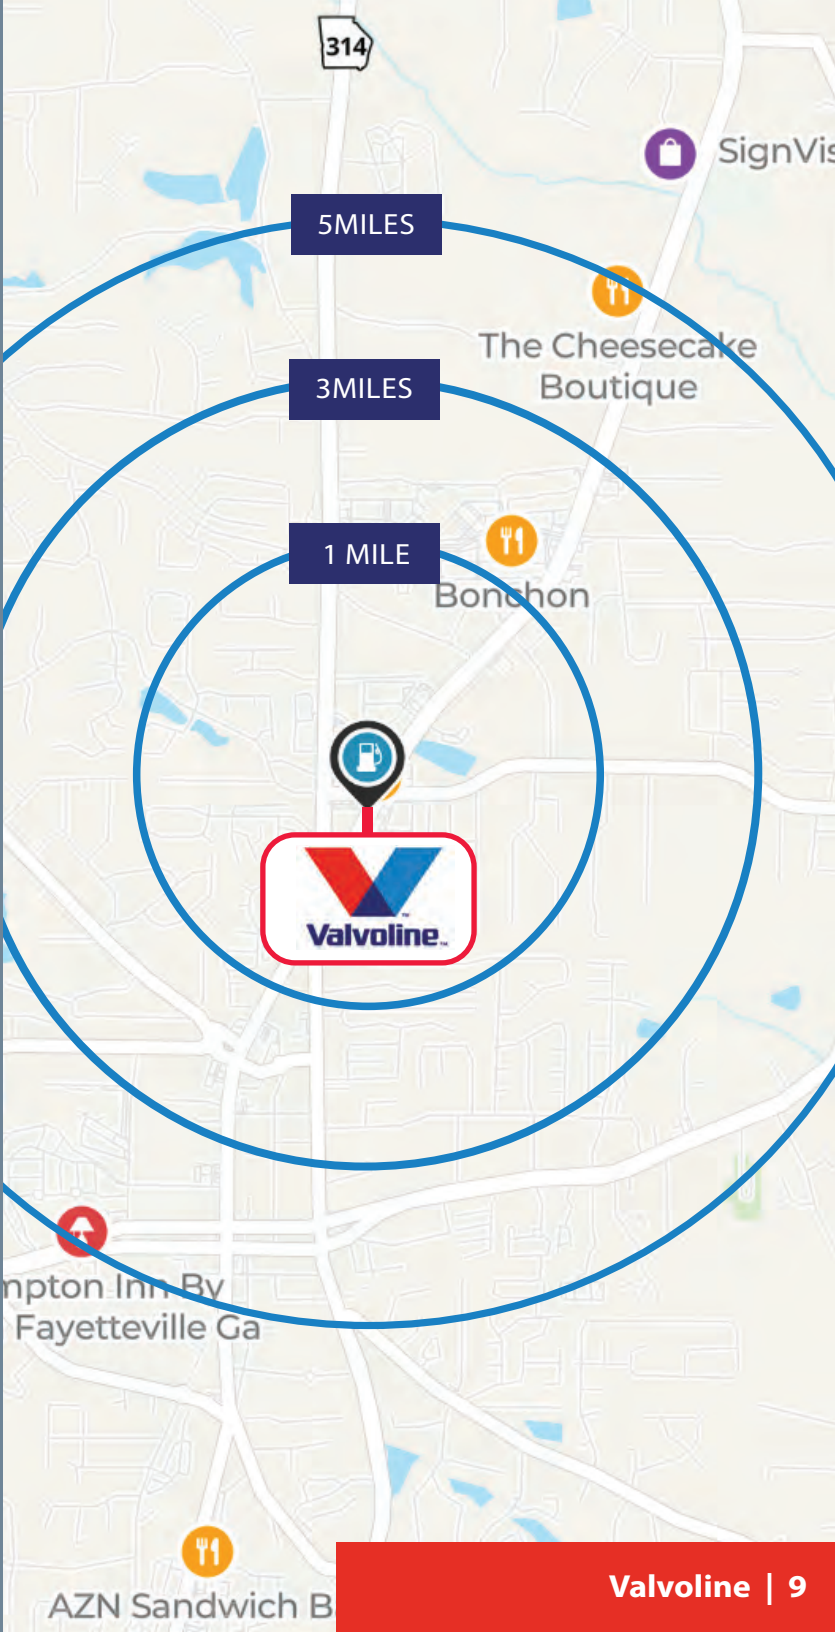 314
SignVis
5MILES
The Cheesecake
Boutique
3MILES
1 MILE
Bonchon
Valvoline™
mpton Inn By
Fayetteville Ga
AZN Sandwich B
Valvoline | 9